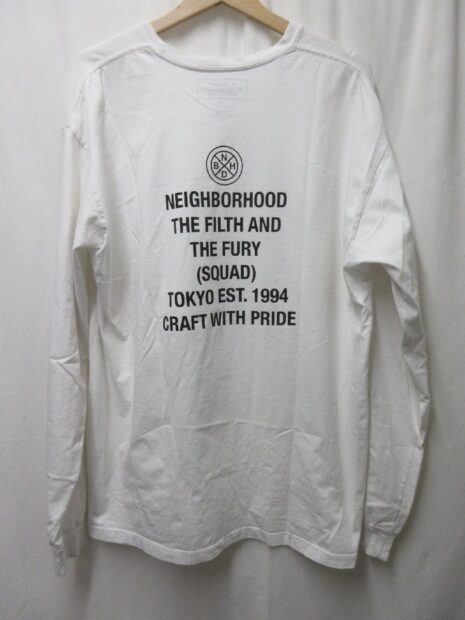 N
B H
D
NEIGHBORHOOD
THE FILTH AND
THE FURY
(SQUAD)
TOKYO EST. 1994
CRAFT WITH PRIDE